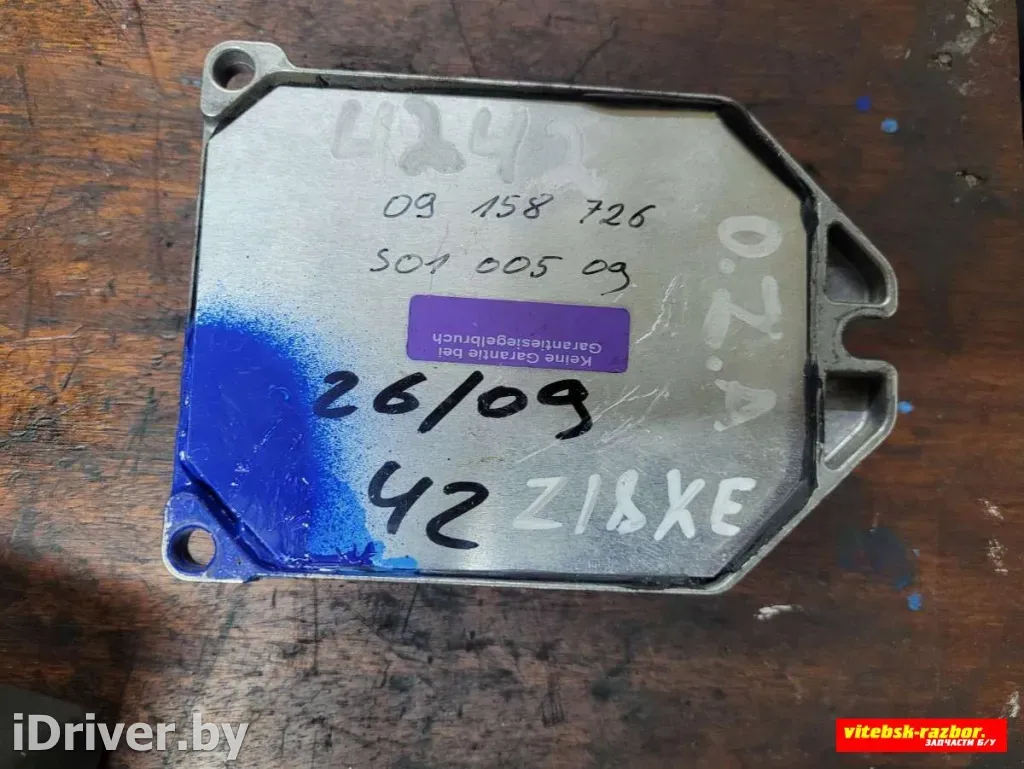 4242
09 158 726
S01 005 09
O.Z.A
Keine Garantie bei
Garantiesiegelbruch
26/09
42
Z18XE
iDriver.by
vitebsk-razbor.
ЗАПЧАСТИ Б/У